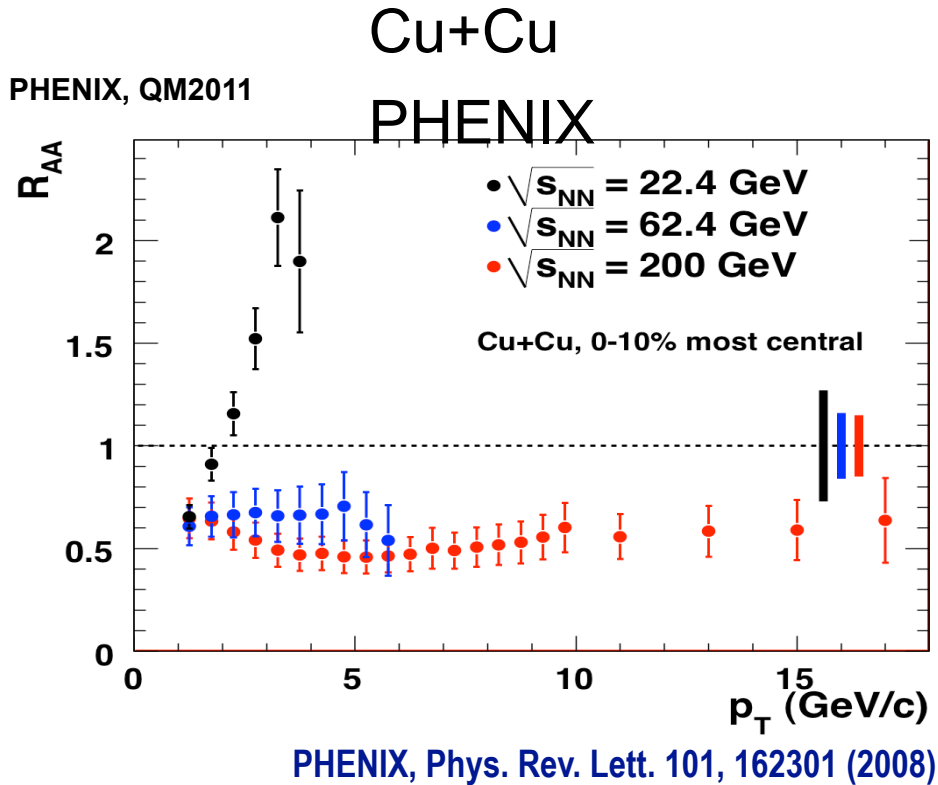 Cu+Cu
PHENIX, QM2011
PHENIX
R_AA
√s_NN = 22.4 GeV
√s_NN = 62.4 GeV
√s_NN = 200 GeV
Cu+Cu, 0-10% most central
2
1.5
1
0.5
0
0 5 10 15
p_T (GeV/c)
PHENIX, Phys. Rev. Lett. 101, 162301 (2008)